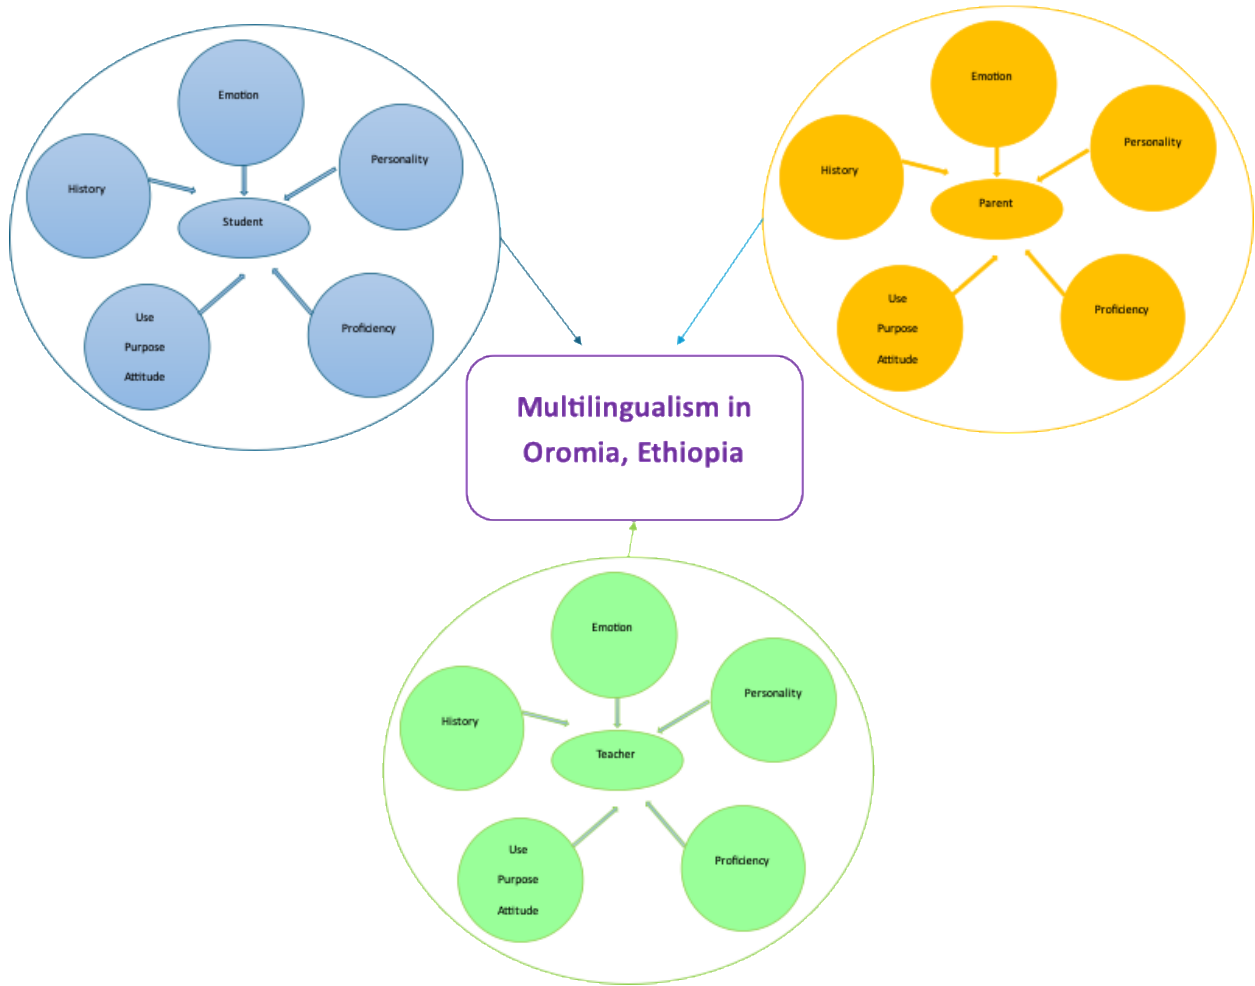 Emotion
Personality
History
Student
Use
Purpose
Attitude
Proficiency
Emotion
Personality
History
Parent
Use
Purpose
Attitude
Proficiency
Multilingualism in
Oromia, Ethiopia
Emotion
Personality
History
Teacher
Use
Purpose
Attitude
Proficiency